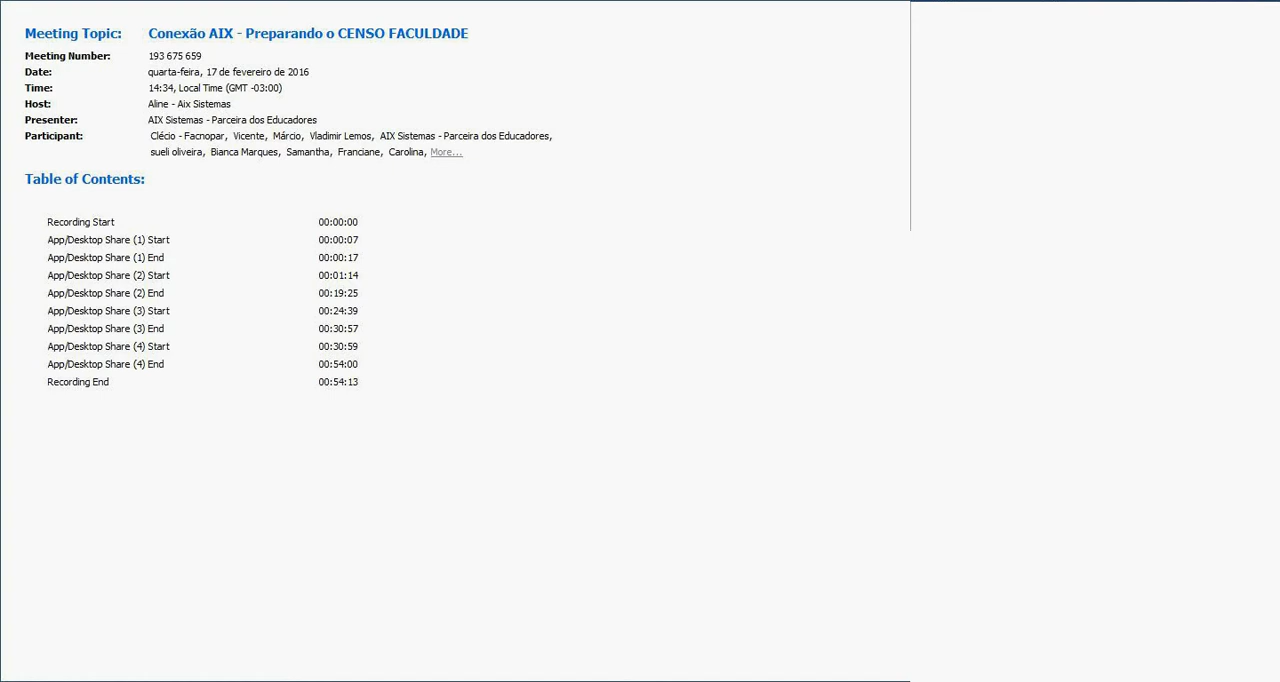 Meeting Topic: Conexão AIX - Preparando o CENSO FACULDADE
Meeting Number: 193 675 659
Date: quarta-feira, 17 de fevereiro de 2016
Time: 14:34, Local Time (GMT -03:00)
Host: Aline - Aix Sistemas
Presenter: AIX Sistemas - Parceira dos Educadores
Participant: Clécio - Facnopar, Vicente, Márcio, Vladimir Lemos, AIX Sistemas - Parceira dos Educadores,
sueli oliveira, Bianca Marques, Samantha, Franciane, Carolina, More...
Table of Contents:
Recording Start 00:00:00
App/Desktop Share (1) Start 00:00:07
App/Desktop Share (1) End 00:00:17
App/Desktop Share (2) Start 00:01:14
App/Desktop Share (2) End 00:19:25
App/Desktop Share (3) Start 00:24:39
App/Desktop Share (3) End 00:30:57
App/Desktop Share (4) Start 00:30:59
App/Desktop Share (4) End 00:54:00
Recording End 00:54:13